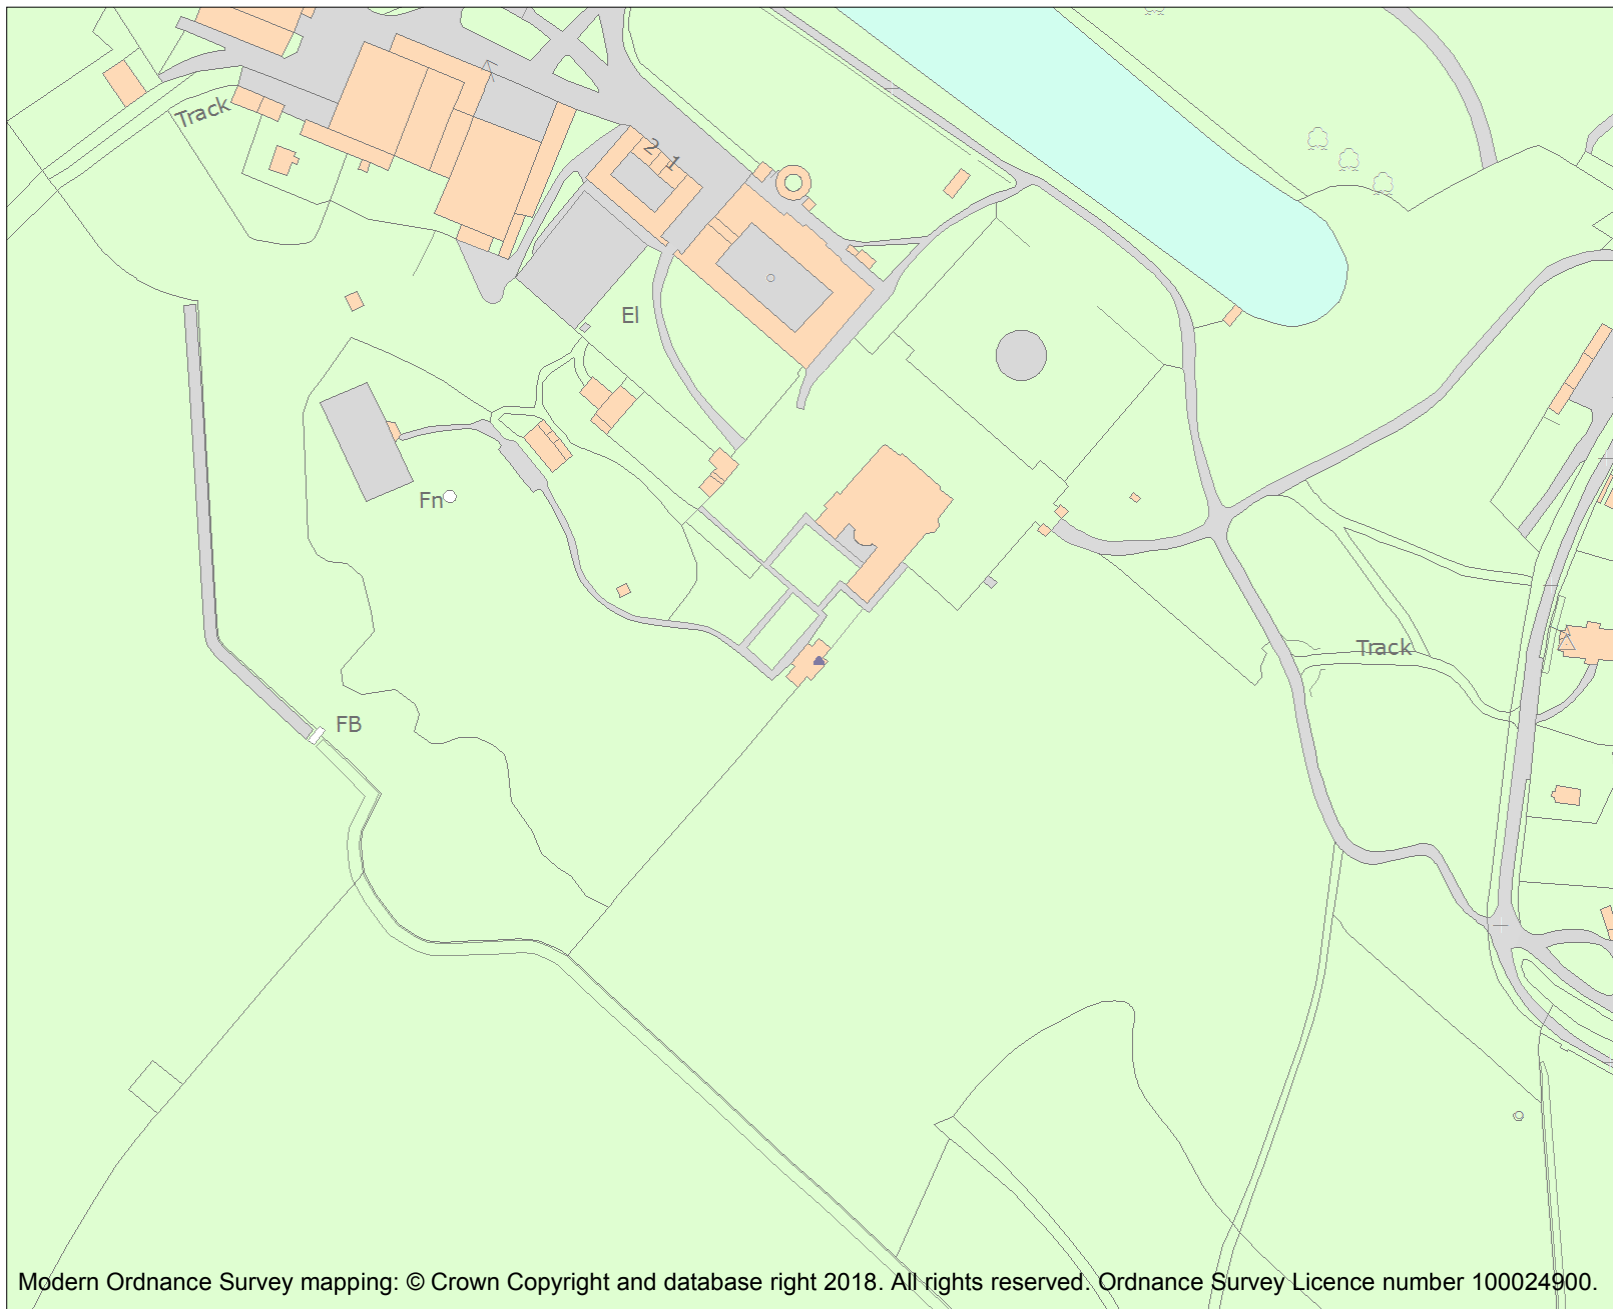 Track
2
1
El
Fn
Track
FB
Modern Ordnance Survey mapping: © Crown Copyright and database right 2018. All rights reserved. Ordnance Survey Licence number 100024900.